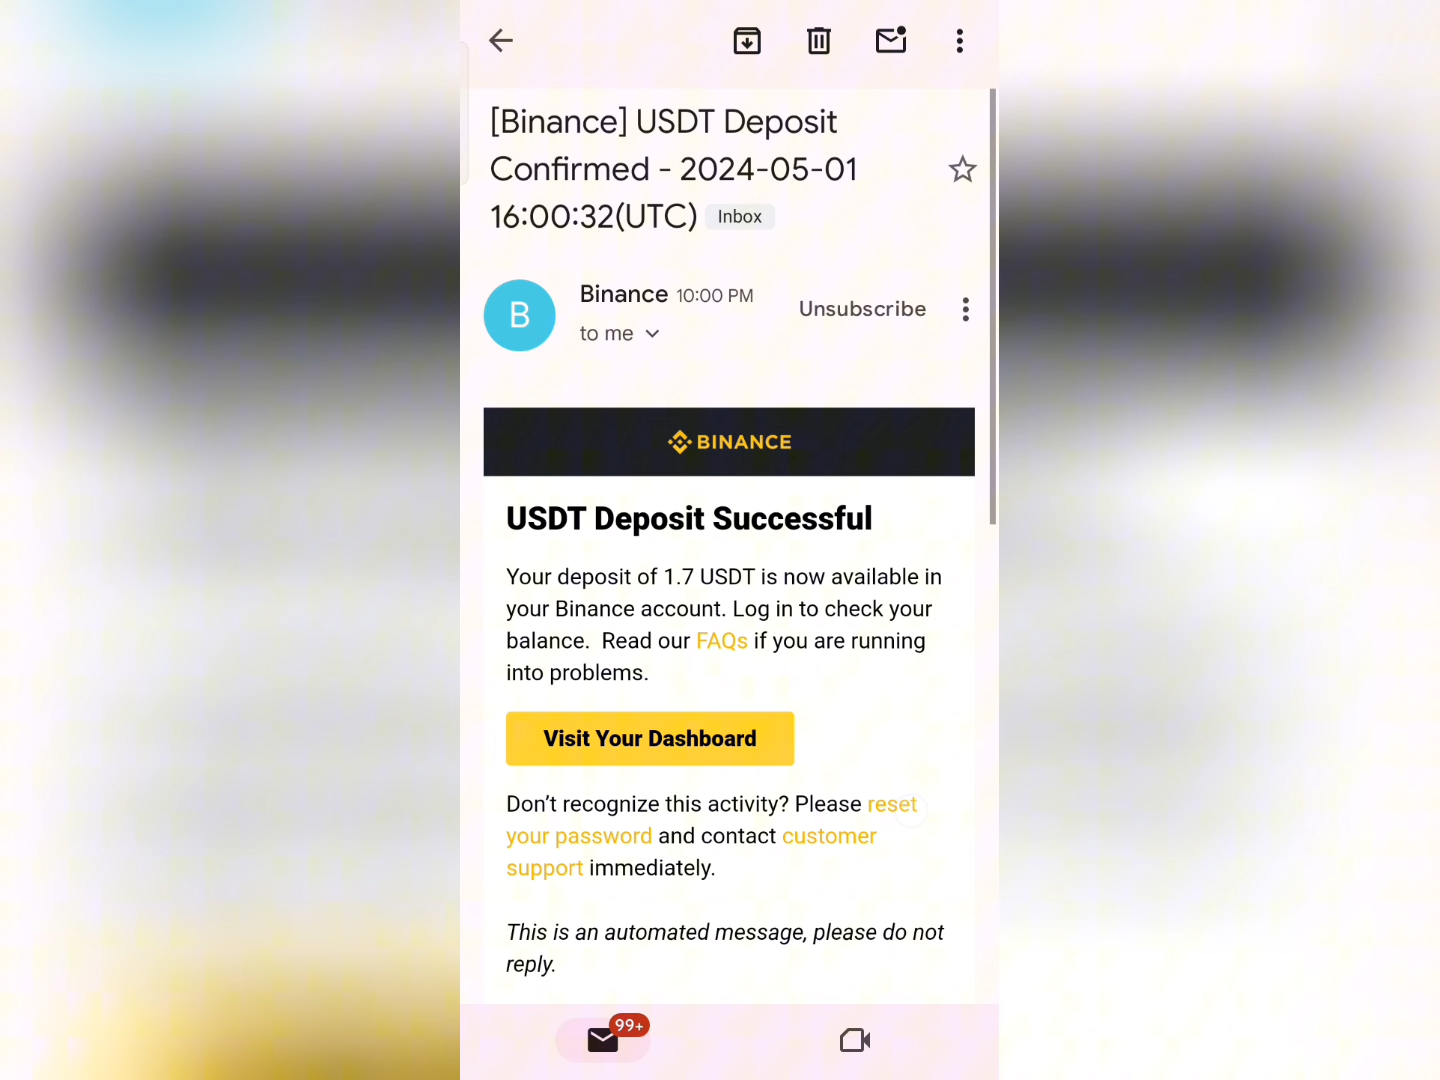 [Binance] USDT Deposit
Confirmed - 2024-05-01
16:00:32(UTC) Inbox
B
Binance 10:00 PM
Unsubscribe
to me
BINANCE
USDT Deposit Successful
Your deposit of 1.7 USDT is now available in
your Binance account. Log in to check your
balance.  Read our FAQs if you are running
into problems.
Visit Your Dashboard
Don’t recognize this activity? Please reset
your password and contact customer
support immediately.
This is an automated message, please do not
reply.
99+